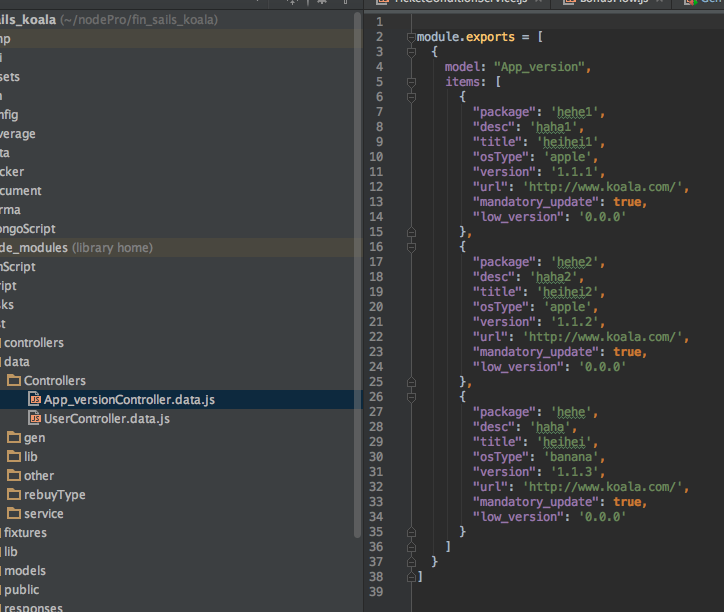 ils_koala (~/nodePro/fln_sails_koala)
mp
i
sets
n
nfig
verage
ta
cker
cument
rma
ongoScript
de_modules (library home)
nScript
ript
ks
st
controllers
data
Controllers
App_versionController.data.js
UserController.data.js
gen
lib
other
rebuyType
service
fixtures
lib
models
public
responses
TicketConditionService.js
BonusFlow.js
Gen
1
2 module.exports = [
3 {
4 model: "App_version",
5 items: [
6 {
7 "package": 'hehe1',
8 "desc": 'haha1',
9 "title": 'heihei1',
10 "osType": 'apple',
11 "version": '1.1.1',
12 "url": 'http://www.koala.com/',
13 "mandatory_update": true,
14 "low_version": '0.0.0'
15 },
16 {
17 "package": 'hehe2',
18 "desc": 'haha2',
19 "title": 'heihei2',
20 "osType": 'apple',
21 "version": '1.1.2',
22 "url": 'http://www.koala.com/',
23 "mandatory_update": true,
24 "low_version": '0.0.0'
25 },
26 {
27 "package": 'hehe',
28 "desc": 'haha',
29 "title": 'heihei',
30 "osType": 'banana',
31 "version": '1.1.3',
32 "url": 'http://www.koala.com/',
33 "mandatory_update": true,
34 "low_version": '0.0.0'
35 }
36 ]
37 }
38 ]
39